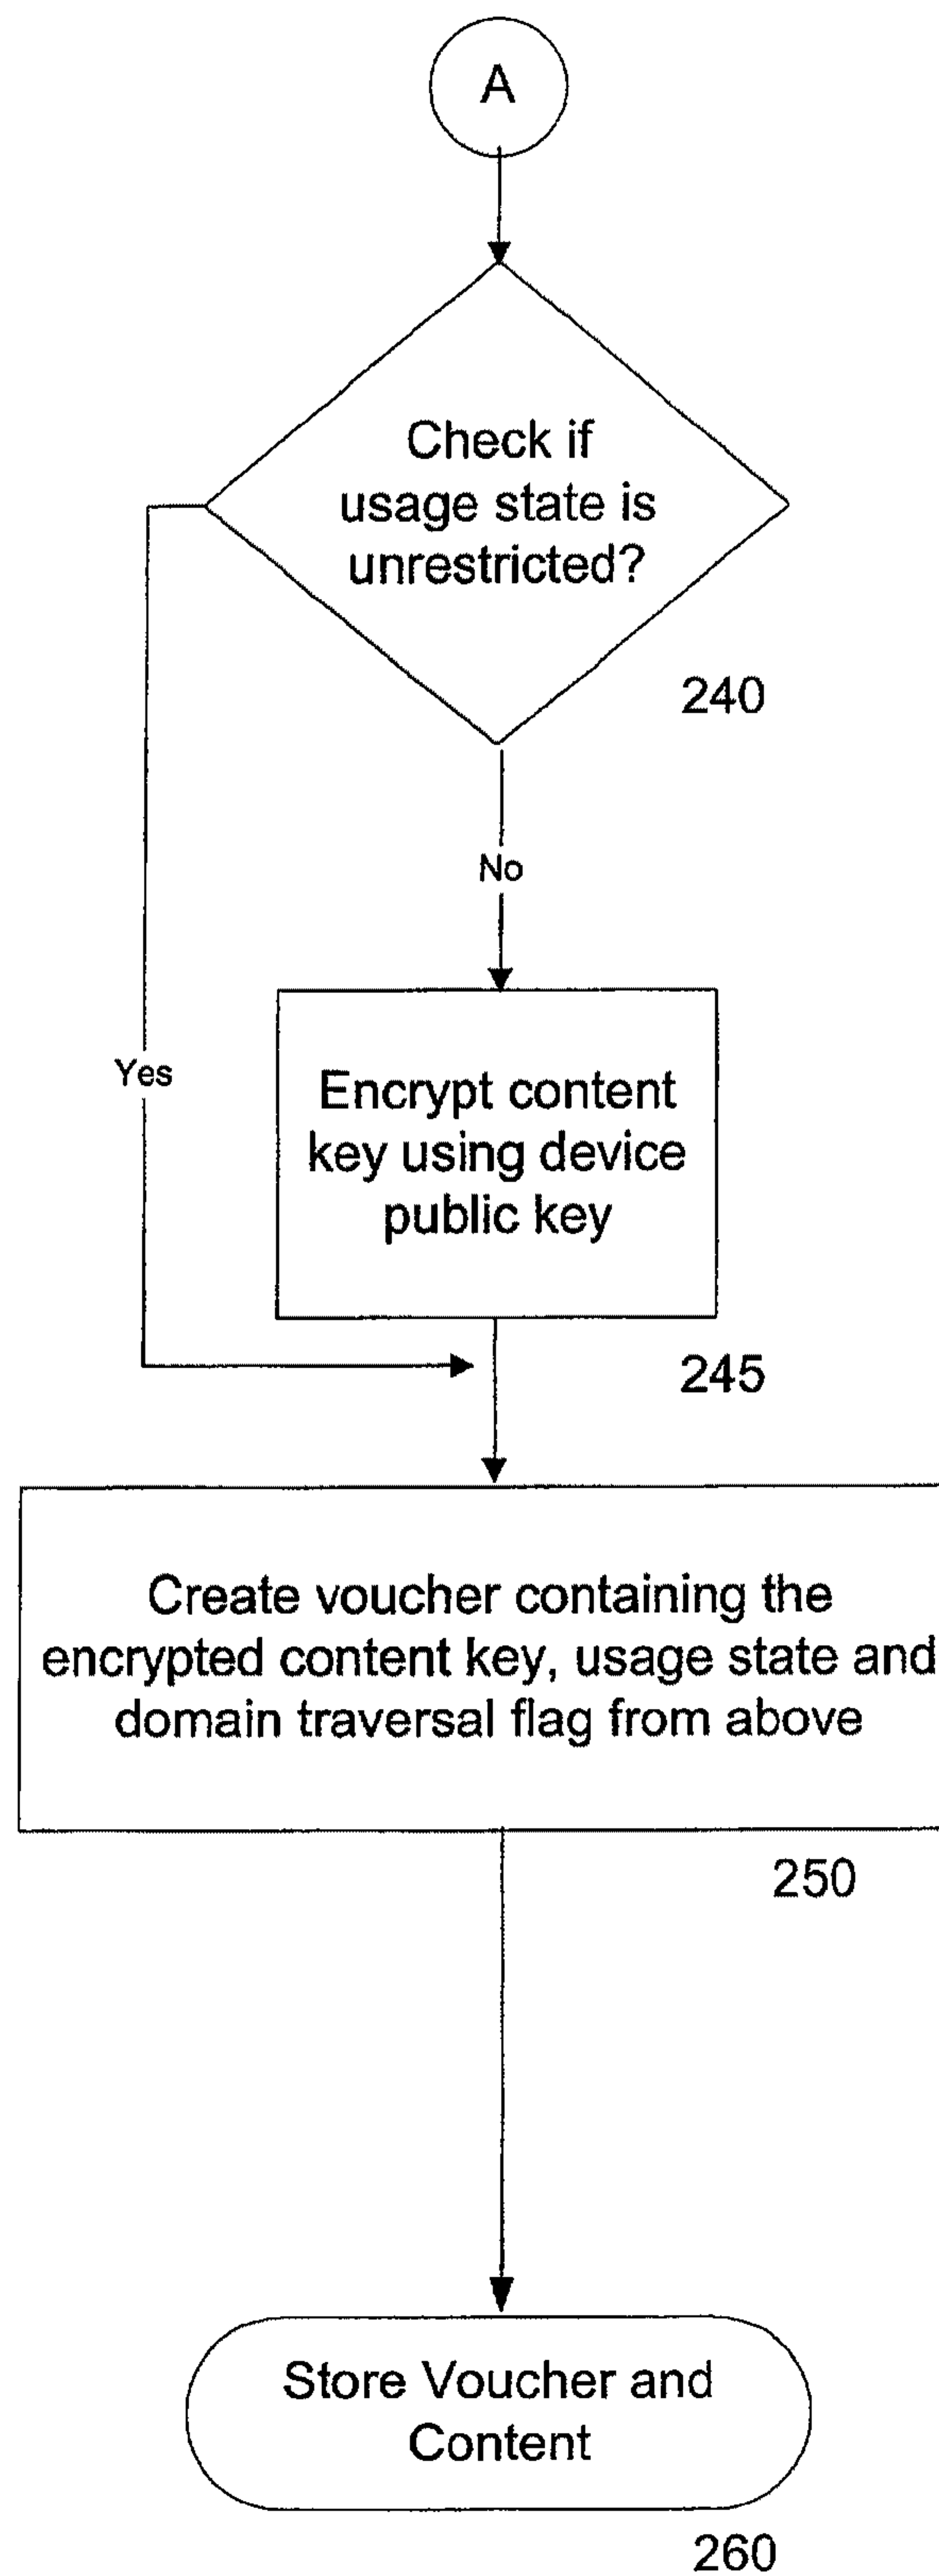 A
Check if
usage state is
unrestricted?
240
No
Yes
Encrypt content
key using device
public key
245
Create voucher containing the
encrypted content key, usage state and
domain traversal flag from above
250
Store Voucher and
Content
260